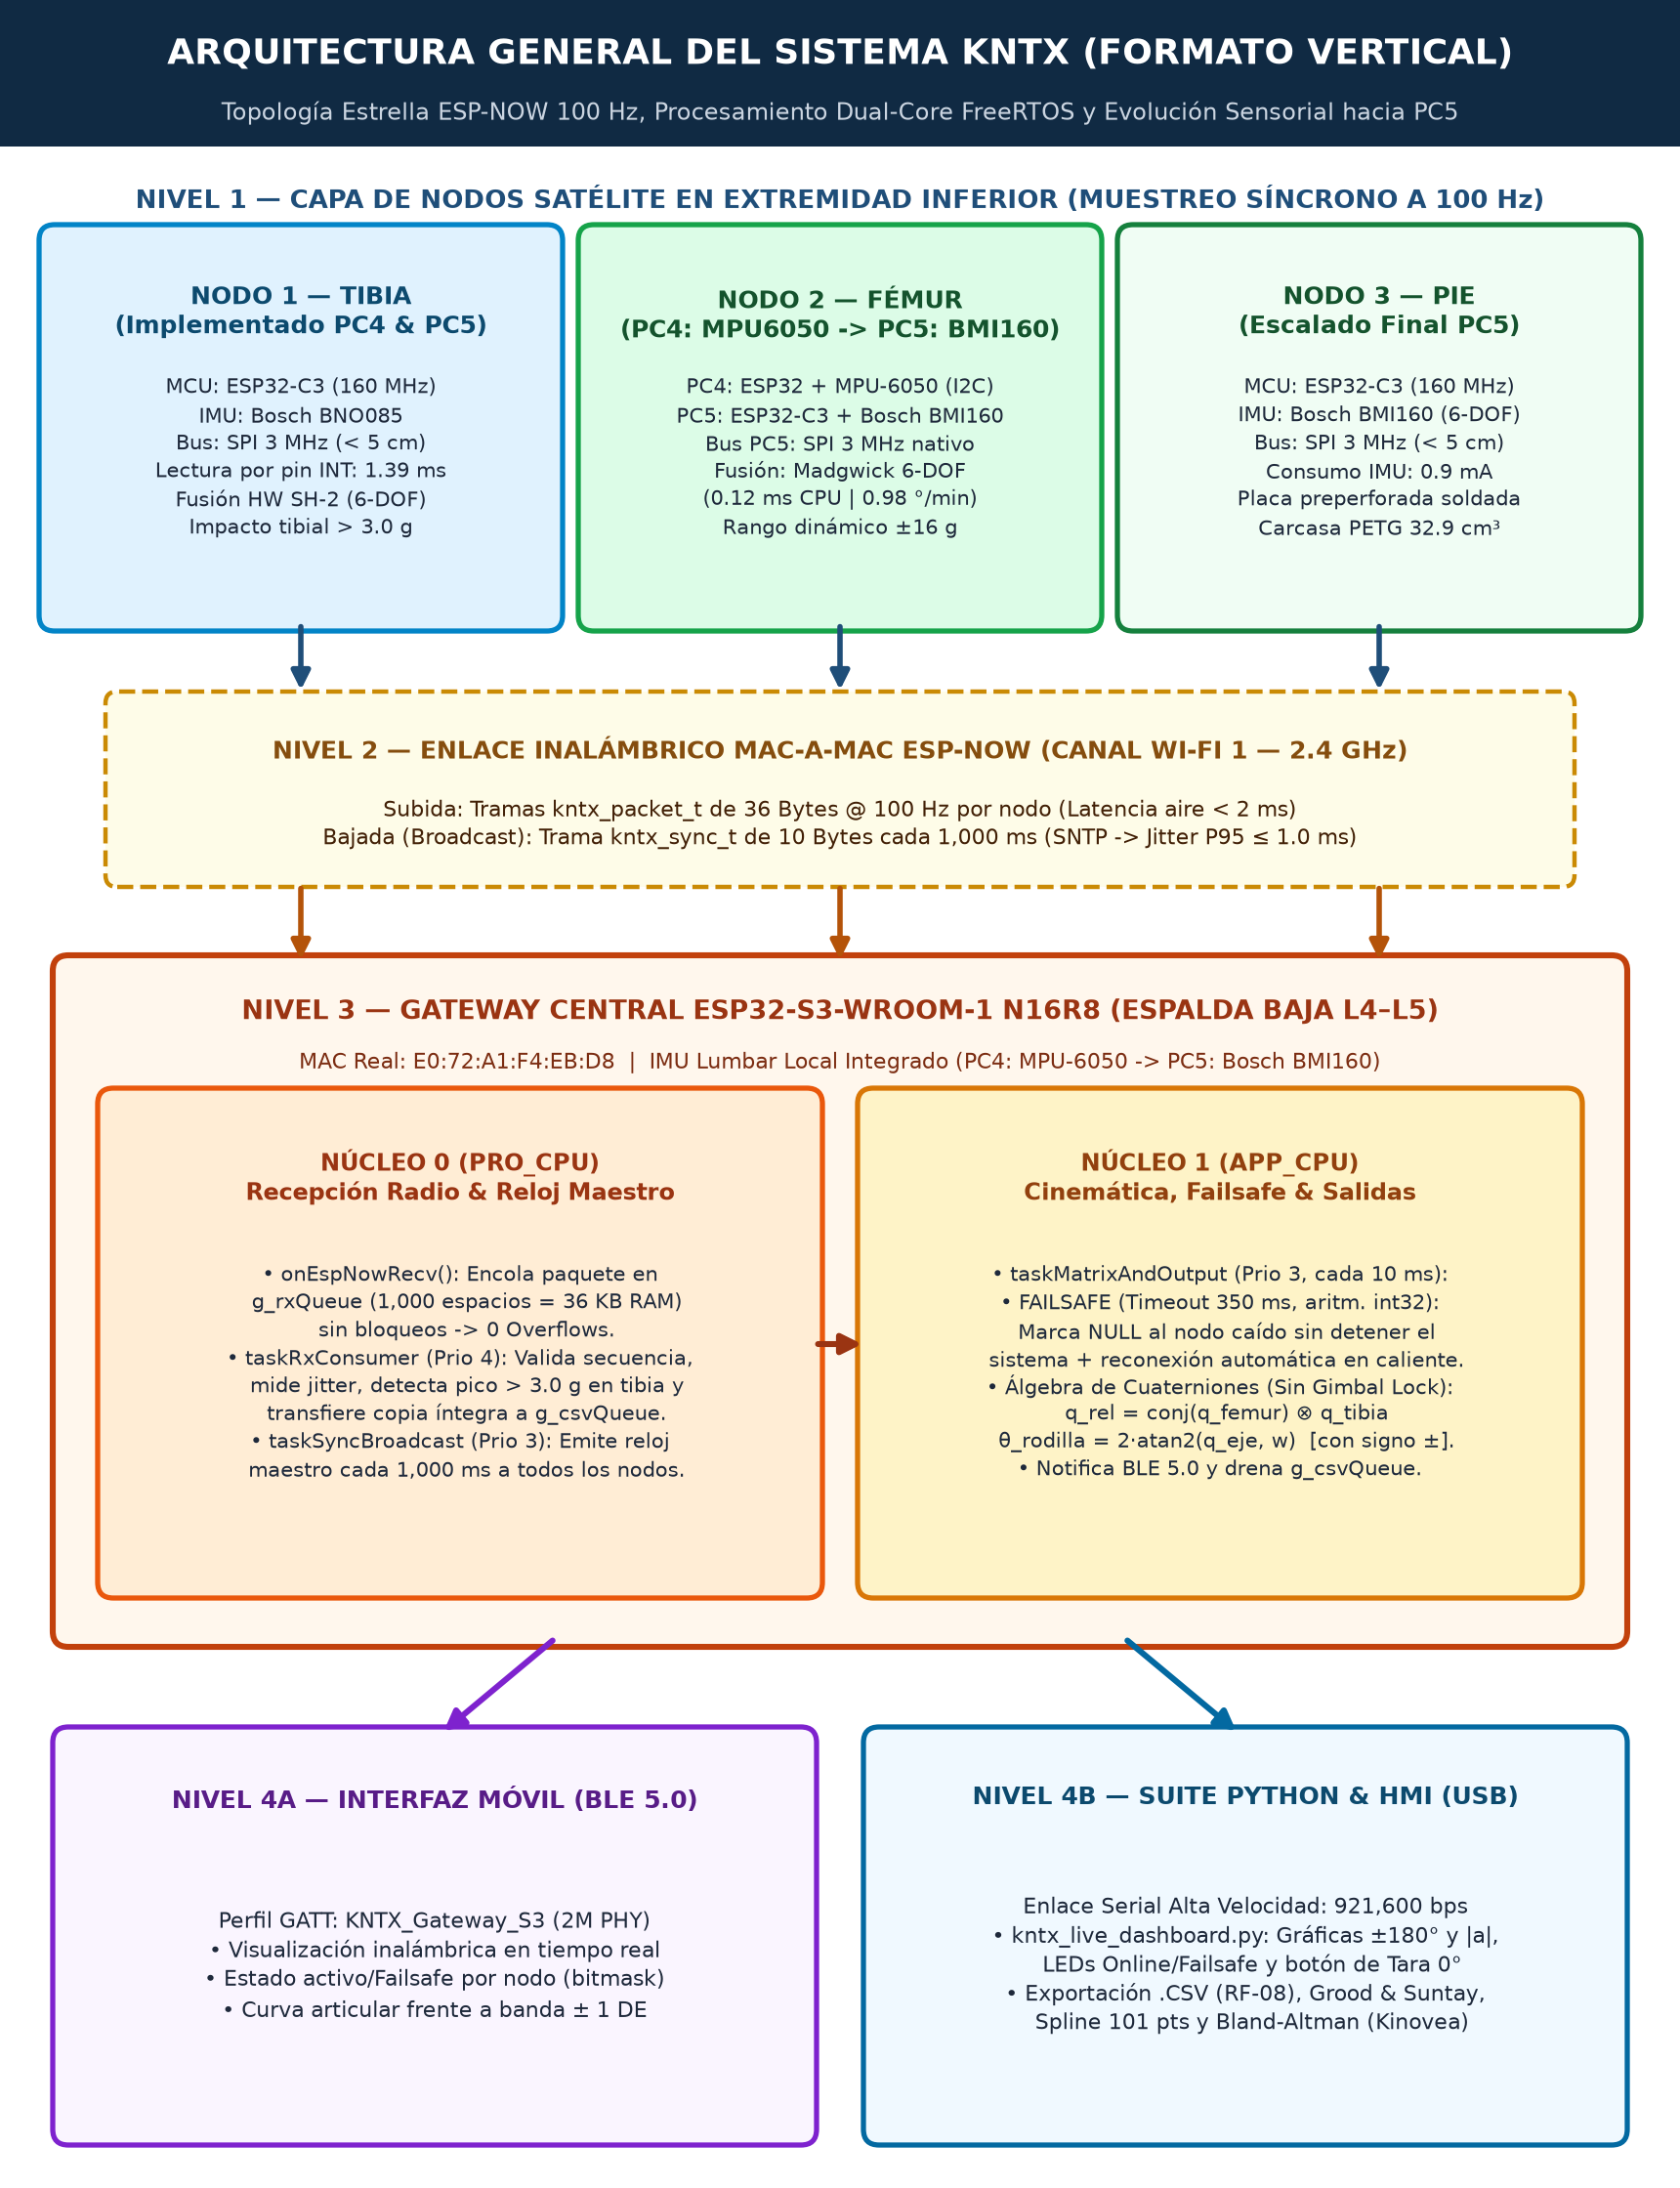 ARQUITECTURA GENERAL DEL SISTEMA KNTX (FORMATO VERTICAL)
Topología Estrella ESP-NOW 100 Hz, Procesamiento Dual-Core FreeRTOS y Evolución Sensorial hacia PC5
NIVEL 1 — CAPA DE NODOS SATÉLITE EN EXTREMIDAD INFERIOR (MUESTREO SÍNCRONO A 100 Hz)
NODO 1 — TIBIA
(Implementado PC4 & PC5)
MCU: ESP32-C3 (160 MHz)
IMU: Bosch BNO085
Bus: SPI 3 MHz (< 5 cm)
Lectura por pin INT: 1.39 ms
Fusión HW SH-2 (6-DOF)
Impacto tibial > 3.0 g
NODO 2 — FÉMUR
(PC4: MPU6050 -> PC5: BMI160)
PC4: ESP32 + MPU-6050 (I2C)
PC5: ESP32-C3 + Bosch BMI160
Bus PC5: SPI 3 MHz nativo
Fusión: Madgwick 6-DOF
(0.12 ms CPU | 0.98 °/min)
Rango dinámico ±16 g
NODO 3 — PIE
(Escalado Final PC5)
MCU: ESP32-C3 (160 MHz)
IMU: Bosch BMI160 (6-DOF)
Bus: SPI 3 MHz (< 5 cm)
Consumo IMU: 0.9 mA
Placa preperforada soldada
Carcasa PETG 32.9 cm³
NIVEL 2 — ENLACE INALÁMBRICO MAC-A-MAC ESP-NOW (CANAL WI-FI 1 — 2.4 GHz)
Subida: Tramas kntx_packet_t de 36 Bytes @ 100 Hz por nodo (Latencia aire < 2 ms)
Bajada (Broadcast): Trama kntx_sync_t de 10 Bytes cada 1,000 ms (SNTP -> Jitter P95 ≤ 1.0 ms)
NIVEL 3 — GATEWAY CENTRAL ESP32-S3-WROOM-1 N16R8 (ESPALDA BAJA L4–L5)
MAC Real: E0:72:A1:F4:EB:D8 | IMU Lumbar Local Integrado (PC4: MPU-6050 -> PC5: Bosch BMI160)
NÚCLEO 0 (PRO_CPU)
Recepción Radio & Reloj Maestro
• onEspNowRecv(): Encola paquete en
g_rxQueue (1,000 espacios = 36 KB RAM)
sin bloqueos -> 0 Overflows.
• taskRxConsumer (Prio 4): Valida secuencia,
mide jitter, detecta pico > 3.0 g en tibia y
transfiere copia íntegra a g_csvQueue.
• taskSyncBroadcast (Prio 3): Emite reloj
maestro cada 1,000 ms a todos los nodos.
NÚCLEO 1 (APP_CPU)
Cinemática, Failsafe & Salidas
• taskMatrixAndOutput (Prio 3, cada 10 ms):
• FAILSAFE (Timeout 350 ms, aritm. int32):
Marca NULL al nodo caído sin detener el
sistema + reconexión automática en caliente.
• Álgebra de Cuaterniones (Sin Gimbal Lock):
q_rel = conj(q_femur) ⊗ q_tibia
θ_rodilla = 2·atan2(q_eje, w) [con signo ±].
• Notifica BLE 5.0 y drena g_csvQueue.
NIVEL 4A — INTERFAZ MÓVIL (BLE 5.0)
Perfil GATT: KNTX_Gateway_S3 (2M PHY)
• Visualización inalámbrica en tiempo real
• Estado activo/Failsafe por nodo (bitmask)
• Curva articular frente a banda ± 1 DE
NIVEL 4B — SUITE PYTHON & HMI (USB)
Enlace Serial Alta Velocidad: 921,600 bps
• kntx_live_dashboard.py: Gráficas ±180° y |a|,
LEDs Online/Failsafe y botón de Tara 0°
• Exportación .CSV (RF-08), Grood & Suntay,
Spline 101 pts y Bland-Altman (Kinovea)